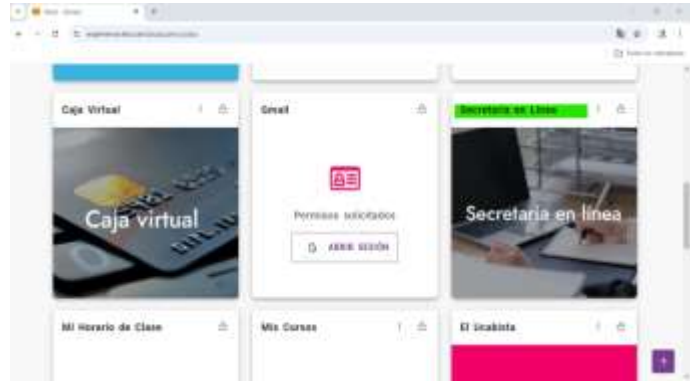 Caja Virtual
Gmail
Secretaría en Línea
Caja virtual
Permisos solicitados
ABRIR SESIÓN
Secretaria en línea
Mi Horario de Clase
Mis Cursos
El Ucabista